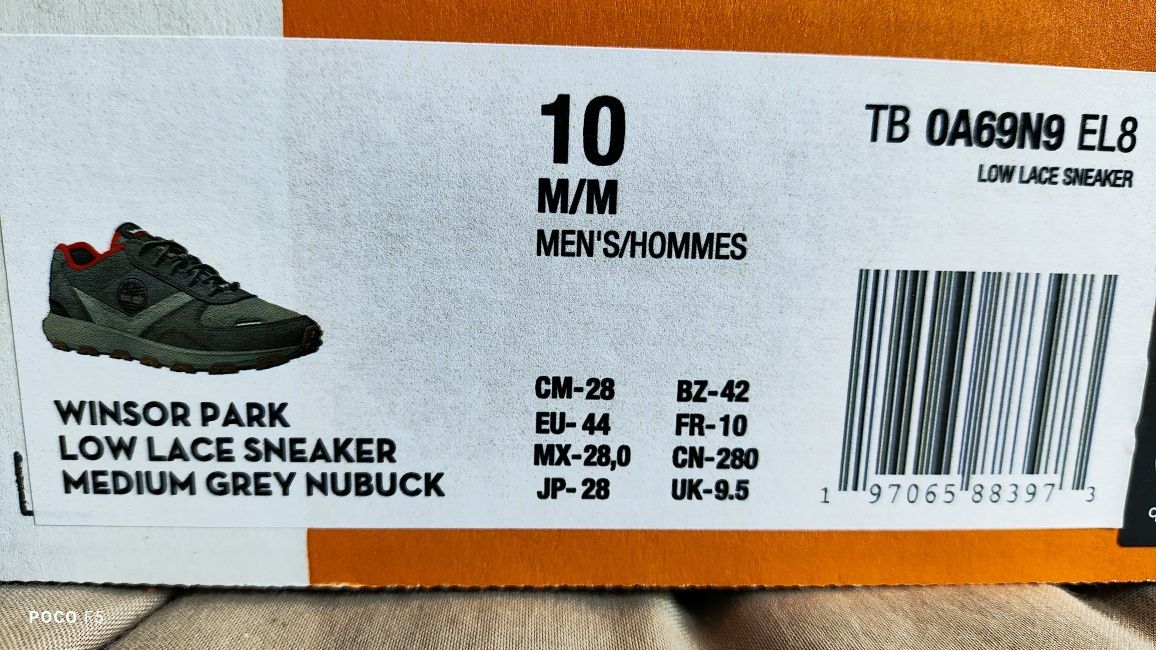 10
M/M
MEN'S/HOMMES
TB 0A69N9 EL8
LOW LACE SNEAKER
WINSOR PARK
LOW LACE SNEAKER
MEDIUM GREY NUBUCK
CM-28 BZ-42
EU-44 FR-10
MX-28,0 CN-280
JP-28 UK-9.5
1 97065 88397 3
POCO F5